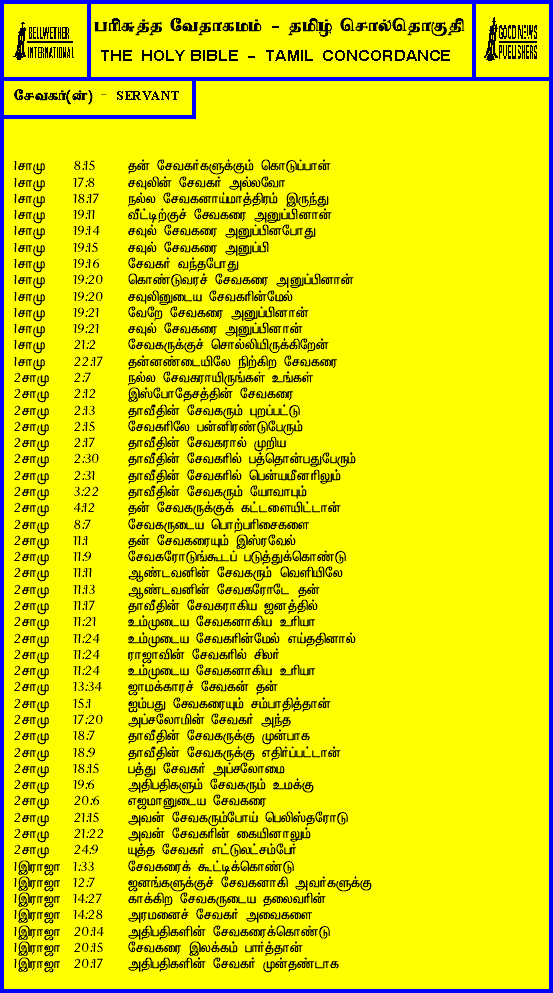 BELLWETHER
INTERNATIONAL
பரிசுத்த வேதாகமம் - தமிழ் சொல்தொகுதி
THE HOLY BIBLE - TAMIL CONCORDANCE
GOOD NEWS
PUBLISHERS
சேவகர்(ன்) - SERVANT
1சாமு 8:15 தன் சேவகர்களுக்கும் கொடுப்பான்
1சாமு 17:8 சவுலின் சேவகர் அல்லவோ
1சாமு 18:17 நல்ல சேவகனாய்மாத்திரம் இருந்து
1சாமு 19:11 வீட்டிற்குச் சேவகரை அனுப்பினான்
1சாமு 19:14 சவுல் சேவகரை அனுப்பினபோது
1சாமு 19:15 சவுல் சேவகரை அனுப்பி
1சாமு 19:16 சேவகர் வந்தபோது
1சாமு 19:20 கொண்டுவரச் சேவகரை அனுப்பினான்
1சாமு 19:20 சவுலினுடைய சேவகரின்மேல்
1சாமு 19:21 வேறே சேவகரை அனுப்பினான்
1சாமு 19:21 சவுல் சேவகரை அனுப்பினான்
1சாமு 21:2 சேவகருக்குச் சொல்லியிருக்கிறேன்
1சாமு 22:17 தன்னண்டையிலே நிற்கிற சேவகரை
2சாமு 2:7 நல்ல சேவகராயிருங்கள் உங்கள்
2சாமு 2:12 இஸ்போதேசத்தின் சேவகரை
2சாமு 2:13 தாவீதின் சேவகரும் புறப்பட்டு
2சாமு 2:15 சேவகரிலே பன்னிரண்டுபேரும்
2சாமு 2:17 தாவீதின் சேவகரால் முறிய
2சாமு 2:30 தாவீதின் சேவகரில் பத்தொன்பதுபேரும்
2சாமு 2:31 தாவீதின் சேவகரில் பென்யமீனரிலும்
2சாமு 3:22 தாவீதின் சேவகரும் யோவாபும்
2சாமு 4:12 தன் சேவகருக்குக் கட்டளையிட்டான்
2சாமு 8:7 சேவகருடைய பொற்பரிசைகளை
2சாமு 11:1 தன் சேவகரையும் இஸ்ரவேல்
2சாமு 11:9 சேவகரோடுங்கூடப் படுத்துக்கொண்டு
2சாமு 11:11 ஆண்டவனின் சேவகரும் வெளியிலே
2சாமு 11:13 ஆண்டவனின் சேவகரோடே தன்
2சாமு 11:17 தாவீதின் சேவகராகிய ஜனத்தில்
2சாமு 11:21 உம்முடைய சேவகனாகிய உரியா
2சாமு 11:24 உம்முடைய சேவகரின்மேல் எய்ததினால்
2சாமு 11:24 ராஜாவின் சேவகரில் சிலர்
2சாமு 11:24 உம்முடைய சேவகனாகிய உரியா
2சாமு 13:34 ஜாமக்காரச் சேவகன் தன்
2சாமு 15:1 ஐம்பது சேவகரையும் சம்பாதித்தான்
2சாமு 17:20 அப்சலோமின் சேவகர் அந்த
2சாமு 18:7 தாவீதின் சேவகருக்கு முன்பாக
2சாமு 18:9 தாவீதின் சேவகருக்கு எதிர்ப்பட்டான்
2சாமு 18:15 பத்து சேவகர் அப்சலோமை
2சாமு 19:6 அதிபதிகளும் சேவகரும் உமக்கு
2சாமு 20:6 எஜமானுடைய சேவகரை
2சாமு 21:15 அவன் சேவகரும்போய் பெலிஸ்தரோடு
2சாமு 21:22 அவன் சேவகரின் கையினாலும்
2சாமு 24:9 யுத்த சேவகர் எட்டுலட்சம்பேர்
1இராஜா 1:33 சேவகரைக் கூட்டிக்கொண்டு
1இராஜா 12:7 ஜனங்களுக்குச் சேவகனாகி அவர்களுக்கு
1இராஜா 14:27 காக்கிற சேவகருடைய தலைவரின்
1இராஜா 14:28 அரமனைச் சேவகர் அவைகளை
1இராஜா 20:14 அதிபதிகளின் சேவகரைக்கொண்டு
1இராஜா 20:15 சேவகரை இலக்கம் பார்த்தான்
1இராஜா 20:17 அதிபதிகளின் சேவகர் முன்தண்டாக